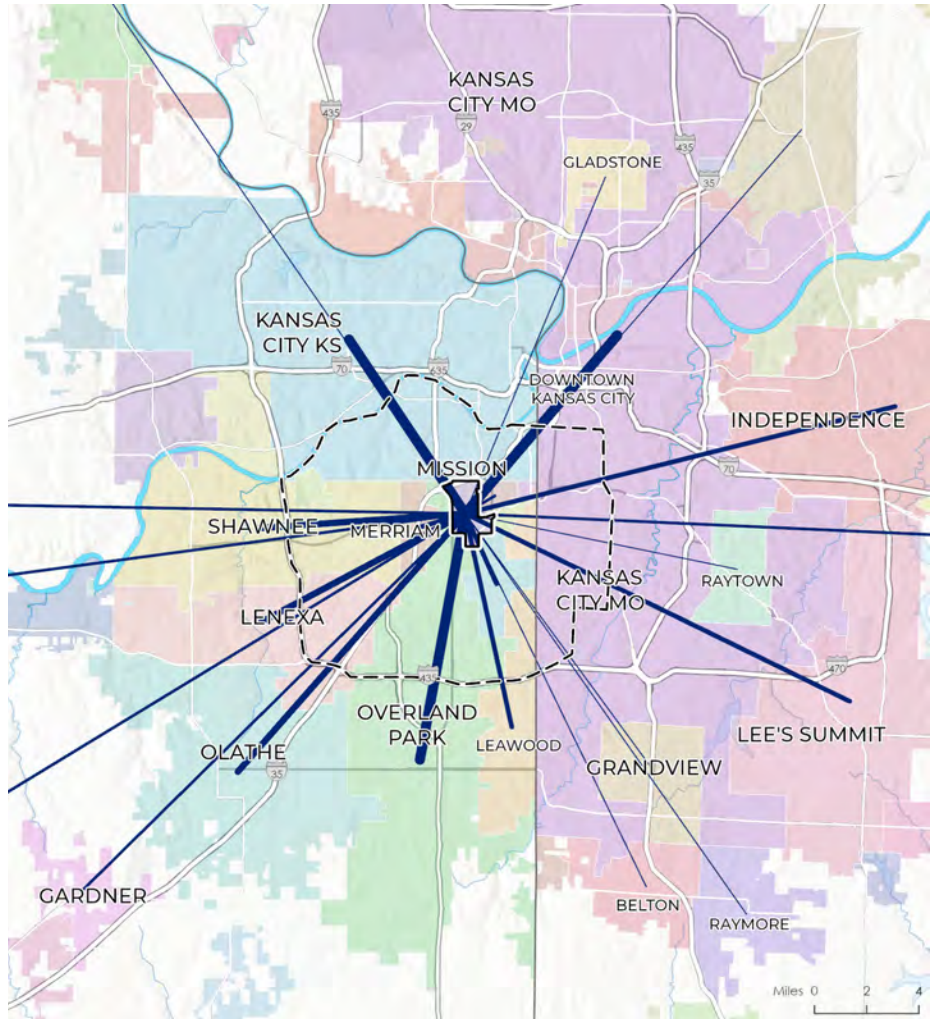 KANSAS
CITY MO
435
29
435
GLADSTONE
35
KANSAS
CITY KS
70
635
DOWNTOWN
KANSAS CITY
INDEPENDENCE
MISSION
70
SHAWNEE
MERRIAM
KANSAS
CITY MO
RAYTOWN
LENEXA
435
470
OVERLAND
PARK
LEAWOOD
LEE'S SUMMIT
OLATHE
35
GRANDVIEW
GARDNER
BELTON
RAYMORE
Miles 0 2 4